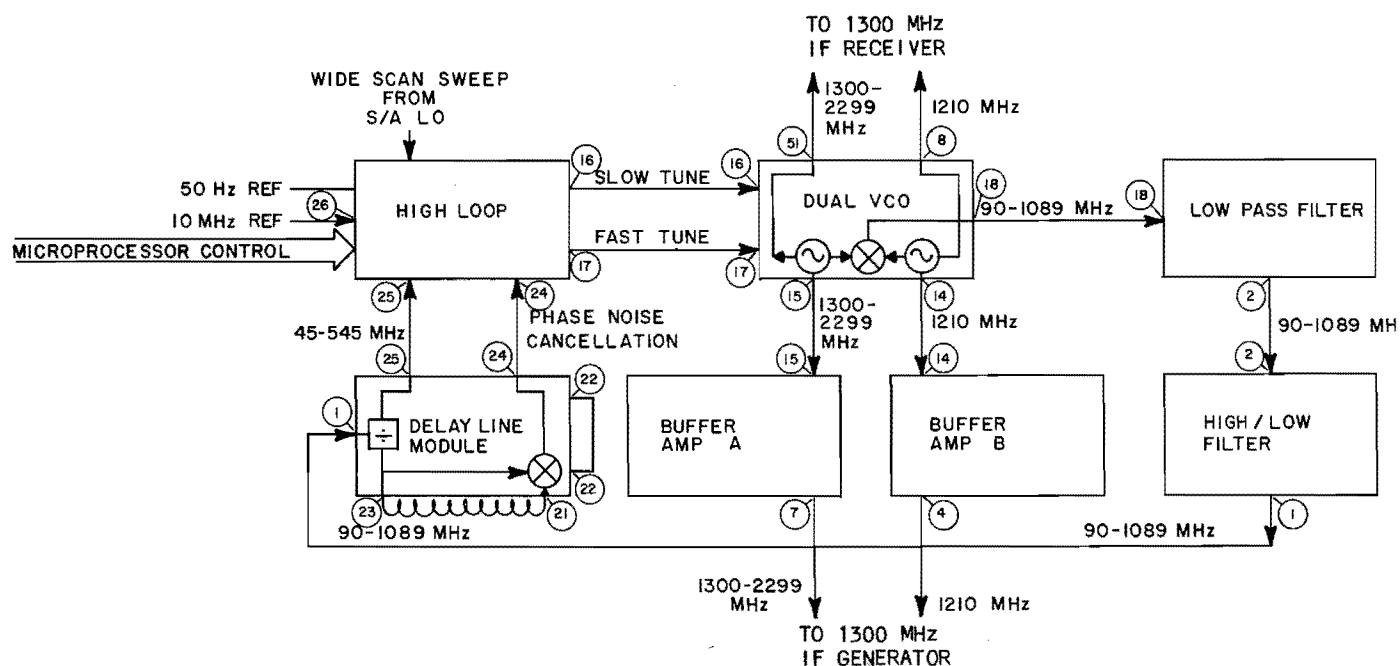 TO 1300 MHz
IF RECEIVER
WIDE SCAN SWEEP
FROM
S/A LO
1300-
2299
MHz
1210 MHz
51
8
16
SLOW TUNE
16
DUAL VCO
18
90-1089 MHz
18
LOW PASS FILTER
50 Hz REF
26
10 MHz REF
HIGH LOOP
MICROPROCESSOR CONTROL
FAST TUNE
17
17
25
24
15
14
2
45-545 MHz
PHASE NOISE
CANCELLATION
1300-
2299
MHz
1210 MHz
90-1089 MH
25
24
22
15
14
2
1
÷
DELAY LINE
MODULE
BUFFER
AMP A
BUFFER
AMP B
HIGH / LOW
FILTER
22
23
21
7
4
1
90-1089 MHz
90-1089 MHz
1300-2299
MHz
1210 MHz
TO 1300 MHz
IF GENERATOR